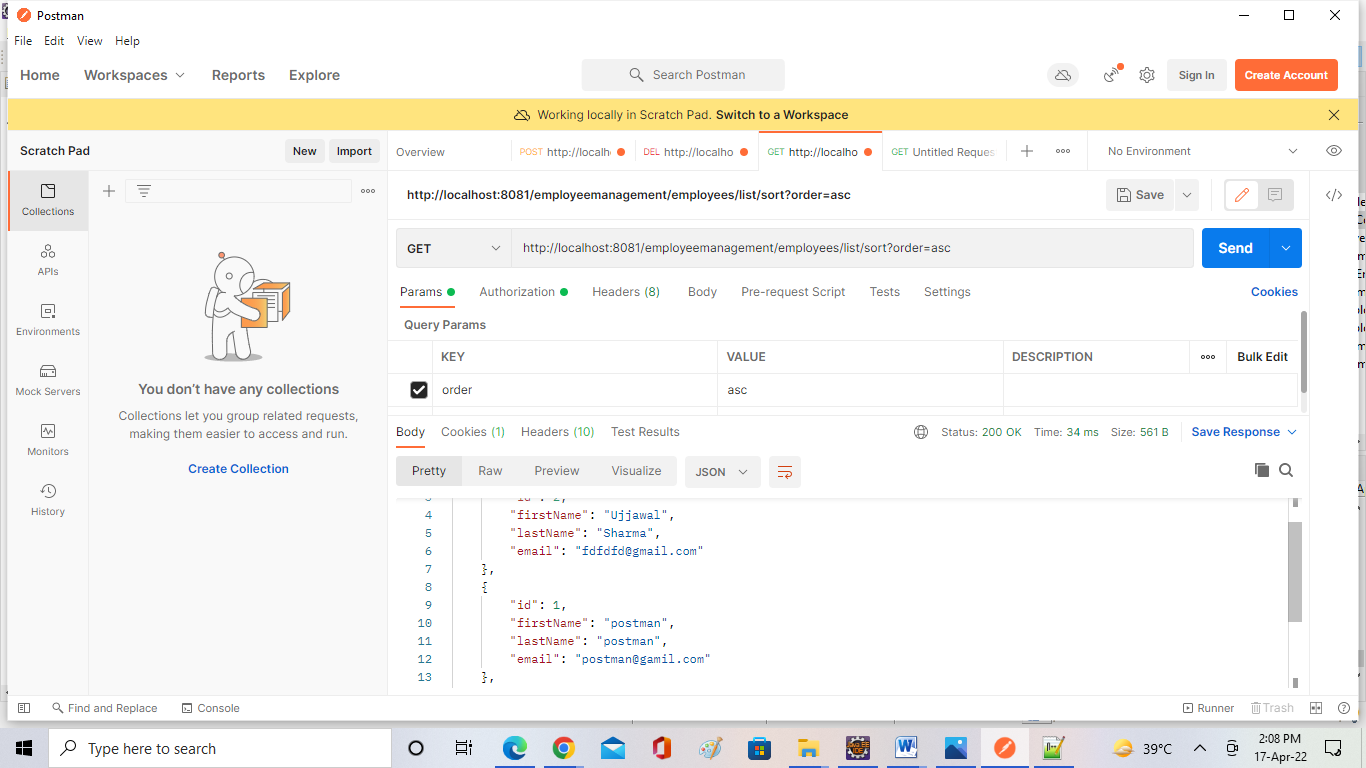 Postman
File Edit View Help
Home Workspaces Reports Explore Search Postman Sign In Create Account
Working locally in Scratch Pad. Switch to a Workspace
Scratch Pad New Import
Overview POST http://localh DEL http://localho GET http://localho GET Untitled Reques No Environment
Collections
APIs
Environments
Mock Servers
Monitors
History
You don't have any collections
Collections let you group related requests,
making them easier to access and run.
Create Collection
http://localhost:8081/employeemanagement/employees/list/sort?order=asc Save
GET http://localhost:8081/employeemanagement/employees/list/sort?order=asc Send
Params Authorization Headers (8) Body Pre-request Script Tests Settings Cookies
Query Params
KEY VALUE DESCRIPTION Bulk Edit
order asc
Body Cookies (1) Headers (10) Test Results Status: 200 OK Time: 34 ms Size: 561 B Save Response
Pretty Raw Preview Visualize JSON
3 "id": 2,
4 "firstName": "Ujjawal",
5 "lastName": "Sharma",
6 "email": "fdfdfd@gmail.com"
7 },
8 {
9 "id": 1,
10 "firstName": "postman",
11 "lastName": "postman",
12 "email": "postman@gamil.com"
13 },
Find and Replace Console Runner Trash
Type here to search 39°C 2:08 PM
17-Apr-22